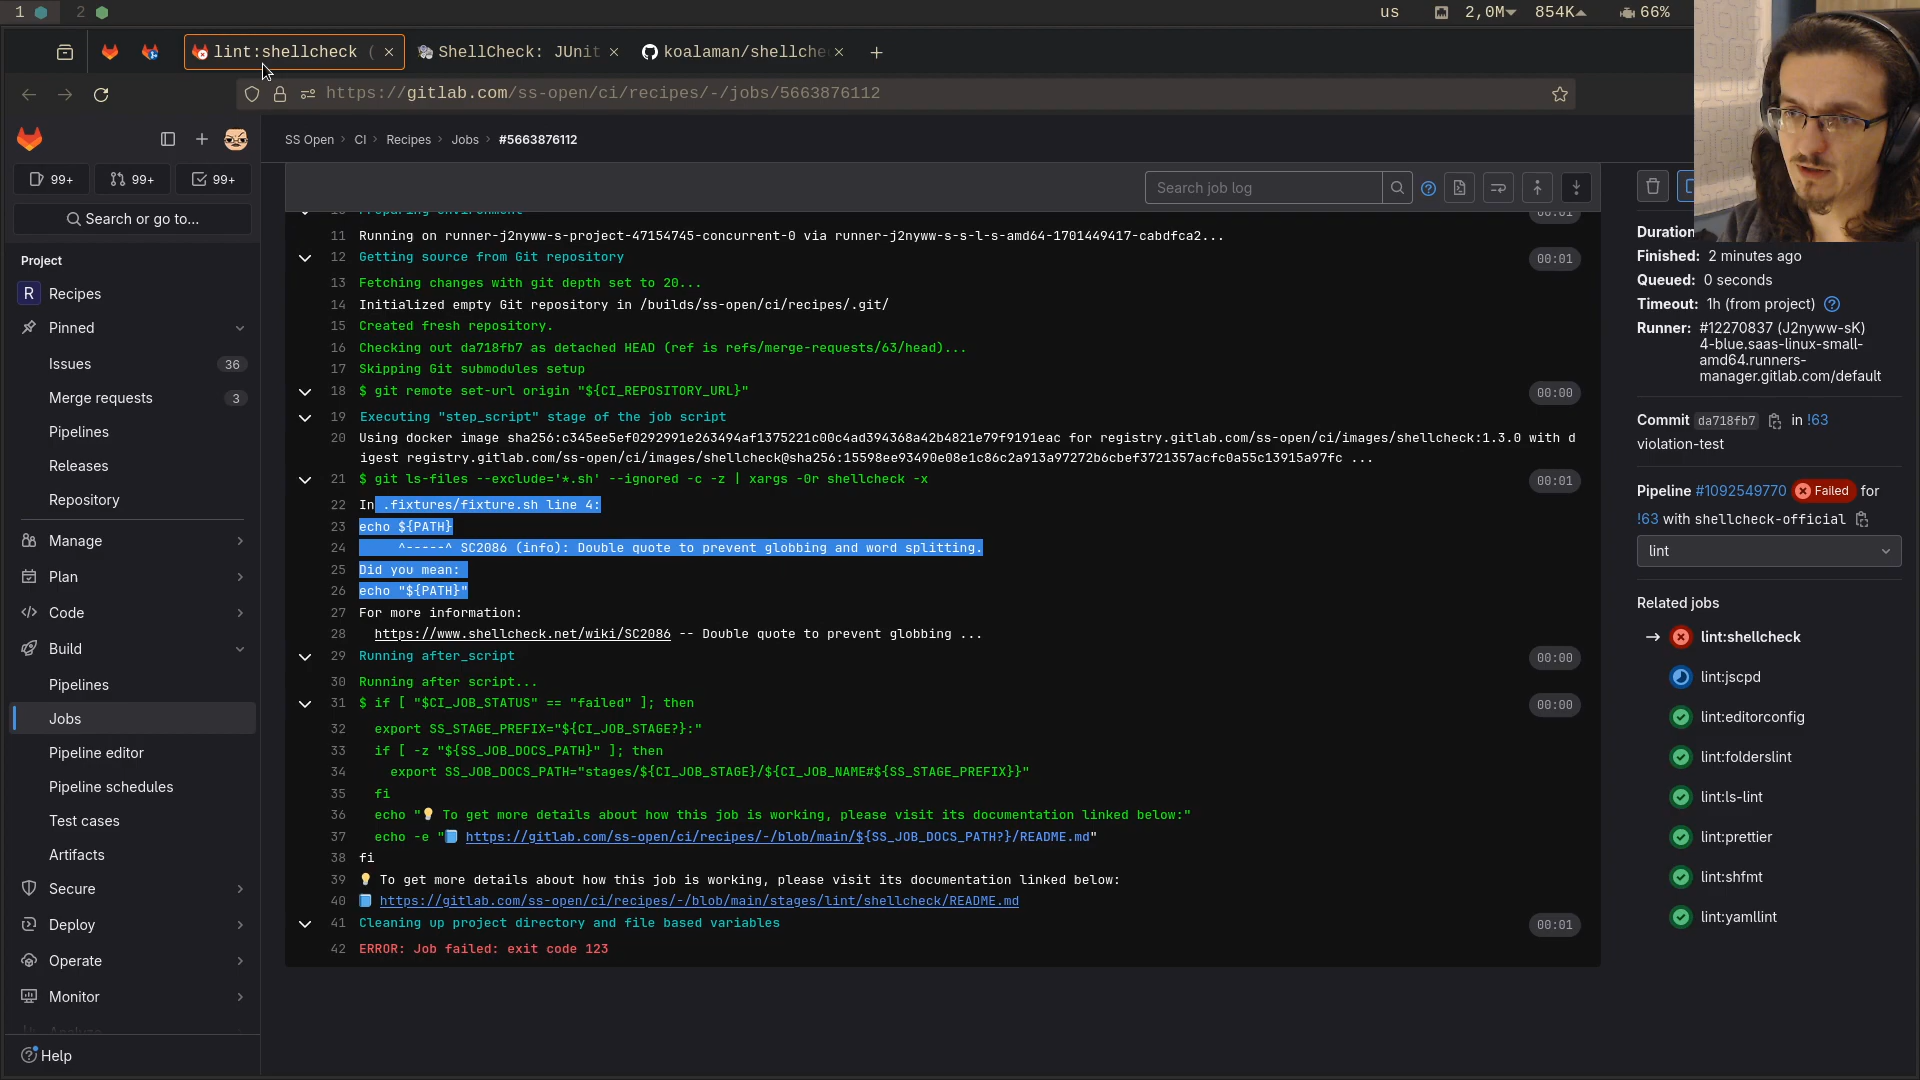 1 2 us 2,0M 854K 66%
lint:shellcheck ( ShellCheck: JUnit koalaman/shellche
https://gitlab.com/ss-open/ci/recipes/-/jobs/5663876112
SS Open CI Recipes Jobs #5663876112
99+ 99+ 99+
Search or go to...
Project
R Recipes
Pinned
Issues 36
Merge requests 3
Pipelines
Releases
Repository
Manage
Plan
Code
Build
Pipelines
Jobs
Pipeline editor
Pipeline schedules
Test cases
Artifacts
Secure
Deploy
Operate
Monitor
Help
Search job log
10 Preparing environment 00:01
11 Running on runner-j2nyww-s-project-47154745-concurrent-0 via runner-j2nyww-s-s-l-s-amd64-1701449417-cabdfca2...
12 Getting source from Git repository 00:01
13 Fetching changes with git depth set to 20...
14 Initialized empty Git repository in /builds/ss-open/ci/recipes/.git/
15 Created fresh repository.
16 Checking out da718fb7 as detached HEAD (ref is refs/merge-requests/63/head)...
17 Skipping Git submodules setup
18 $ git remote set-url origin "${CI_REPOSITORY_URL}" 00:00
19 Executing "step_script" stage of the job script
20 Using docker image sha256:c345ee5ef0292991e263494af1375221c00c4ad394368a42b4821e79f9191eac for registry.gitlab.com/ss-open/ci/images/shellcheck:1.3.0 with d
igest registry.gitlab.com/ss-open/ci/images/shellcheck@sha256:15598ee93490e08e1c86c2a913a97272b6cbef3721357acfc0a55c13915a97fc ...
21 $ git ls-files --exclude='*.sh' --ignored -c -z | xargs -0r shellcheck -x 00:01
22 In .fixtures/fixture.sh line 4:
23 echo ${PATH}
24 ^-----^ SC2086 (info): Double quote to prevent globbing and word splitting.
25 Did you mean:
26 echo "${PATH}"
27 For more information:
28 https://www.shellcheck.net/wiki/SC2086 -- Double quote to prevent globbing ...
29 Running after_script 00:00
30 Running after script...
31 $ if [ "$CI_JOB_STATUS" == "failed" ]; then 00:00
32 export SS_STAGE_PREFIX="${CI_JOB_STAGE?}:"
33 if [ -z "${SS_JOB_DOCS_PATH}" ]; then
34 export SS_JOB_DOCS_PATH="stages/${CI_JOB_STAGE}/${CI_JOB_NAME#${SS_STAGE_PREFIX}}"
35 fi
36 echo "💡 To get more details about how this job is working, please visit its documentation linked below:"
37 echo -e "📘 https://gitlab.com/ss-open/ci/recipes/-/blob/main/${SS_JOB_DOCS_PATH?}/README.md"
38 fi
39 💡 To get more details about how this job is working, please visit its documentation linked below:
40 📘 https://gitlab.com/ss-open/ci/recipes/-/blob/main/stages/lint/shellcheck/README.md
41 Cleaning up project directory and file based variables 00:01
42 ERROR: Job failed: exit code 123
Duration
Finished: 2 minutes ago
Queued: 0 seconds
Timeout: 1h (from project)
Runner: #12270837 (J2nyww-sK)
4-blue.saas-linux-small-
amd64.runners-
manager.gitlab.com/default
Commit da718fb7 in !63
violation-test
Pipeline #1092549770 Failed for
!63 with shellcheck-official
lint
Related jobs
lint:shellcheck
lint:jscpd
lint:editorconfig
lint:folderslint
lint:ls-lint
lint:prettier
lint:shfmt
lint:yamllint